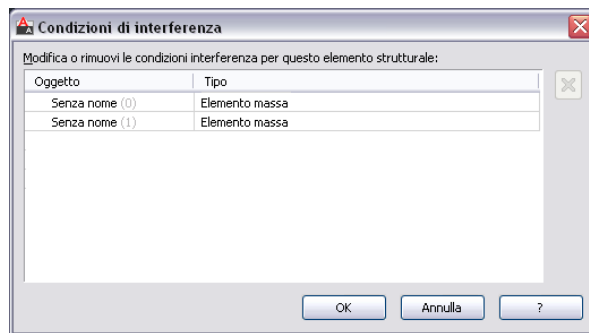 Condizioni di interferenza
Modifica o rimuovi le condizioni interferenza per questo elemento strutturale:
Oggetto Tipo
Senza nome (0) Elemento massa
Senza nome (1) Elemento massa
OK Annulla ?